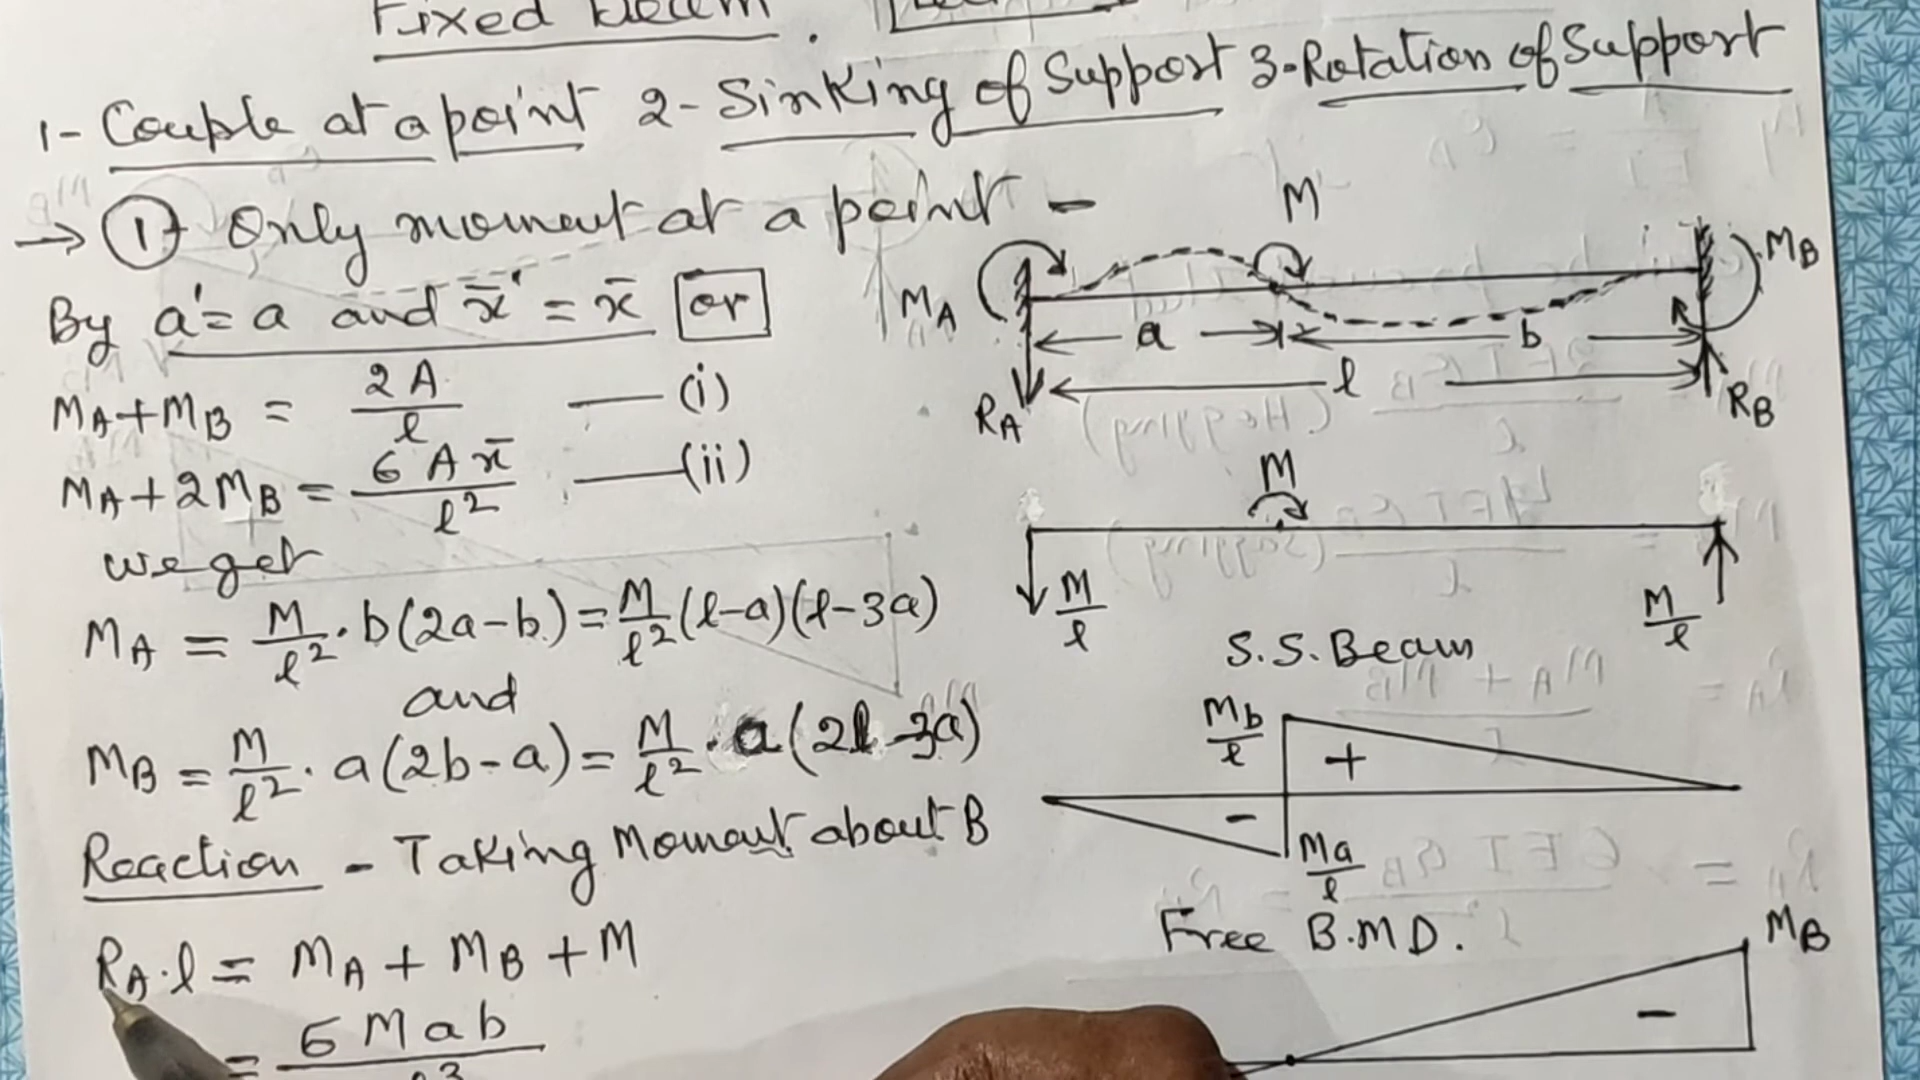 Fixed Beam.
1- Couple at a point 2- Sinking of Support 3-Rotation of Support
→ ① Only moment at a point -
By a' = a and x̄' = x̄ or
MA + MB = 2A/l —— (i)
MA + 2MB = 6Ax̄/l² ——(ii)
we get
MA = M/l² · b(2a-b) = M/l² (l-a)(l-3a)
and
MB = M/l² · a(2b-a) = M/l² · a(2l-3a)
Reaction - Taking Moment about B
RA·l = MA + MB + M
= 6Mab/l³
M
MA
MB
a
b
l
RA
RB
M
M/l
M/l
S.S. Beam
Mb/l
+
-
Ma/l
Free B.M.D.
MB
-